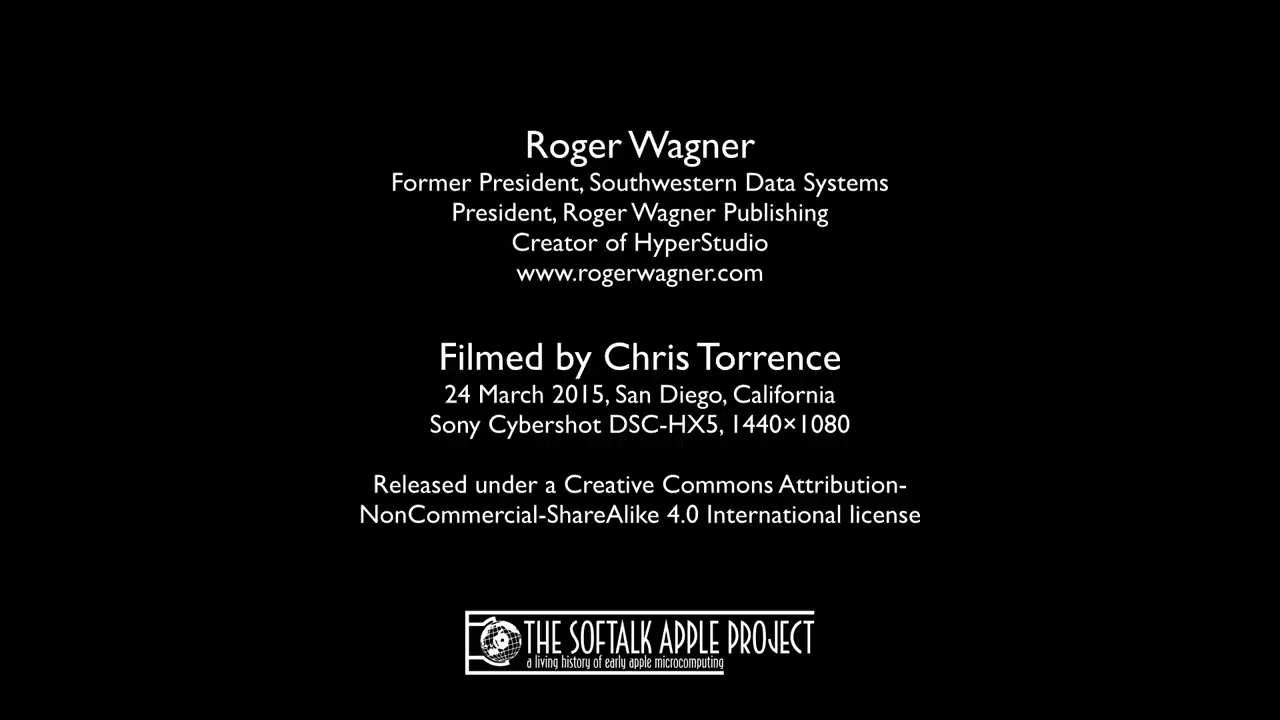 Roger Wagner
Former President, Southwestern Data Systems
President, Roger Wagner Publishing
Creator of HyperStudio
www.rogerwagner.com
Filmed by Chris Torrence
24 March 2015, San Diego, California
Sony Cybershot DSC-HX5, 1440×1080
Released under a Creative Commons Attribution-
NonCommercial-ShareAlike 4.0 International license
THE SOFTALK APPLE PROJECT
a living history of early apple microcomputing